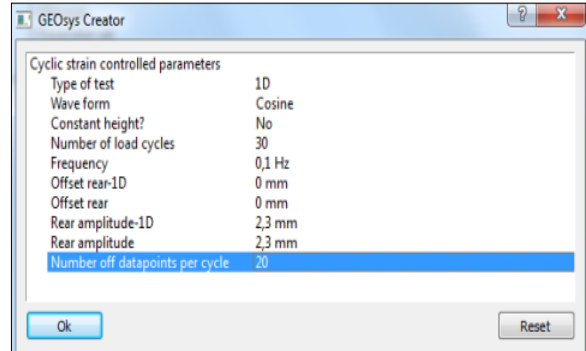 GEOsys Creator
Cyclic strain controlled parameters
Type of test 1D
Wave form Cosine
Constant height? No
Number of load cycles 30
Frequency 0,1 Hz
Offset rear-1D 0 mm
Offset rear 0 mm
Rear amplitude-1D 2,3 mm
Rear amplitude 2,3 mm
Number off datapoints per cycle 20
Ok Reset